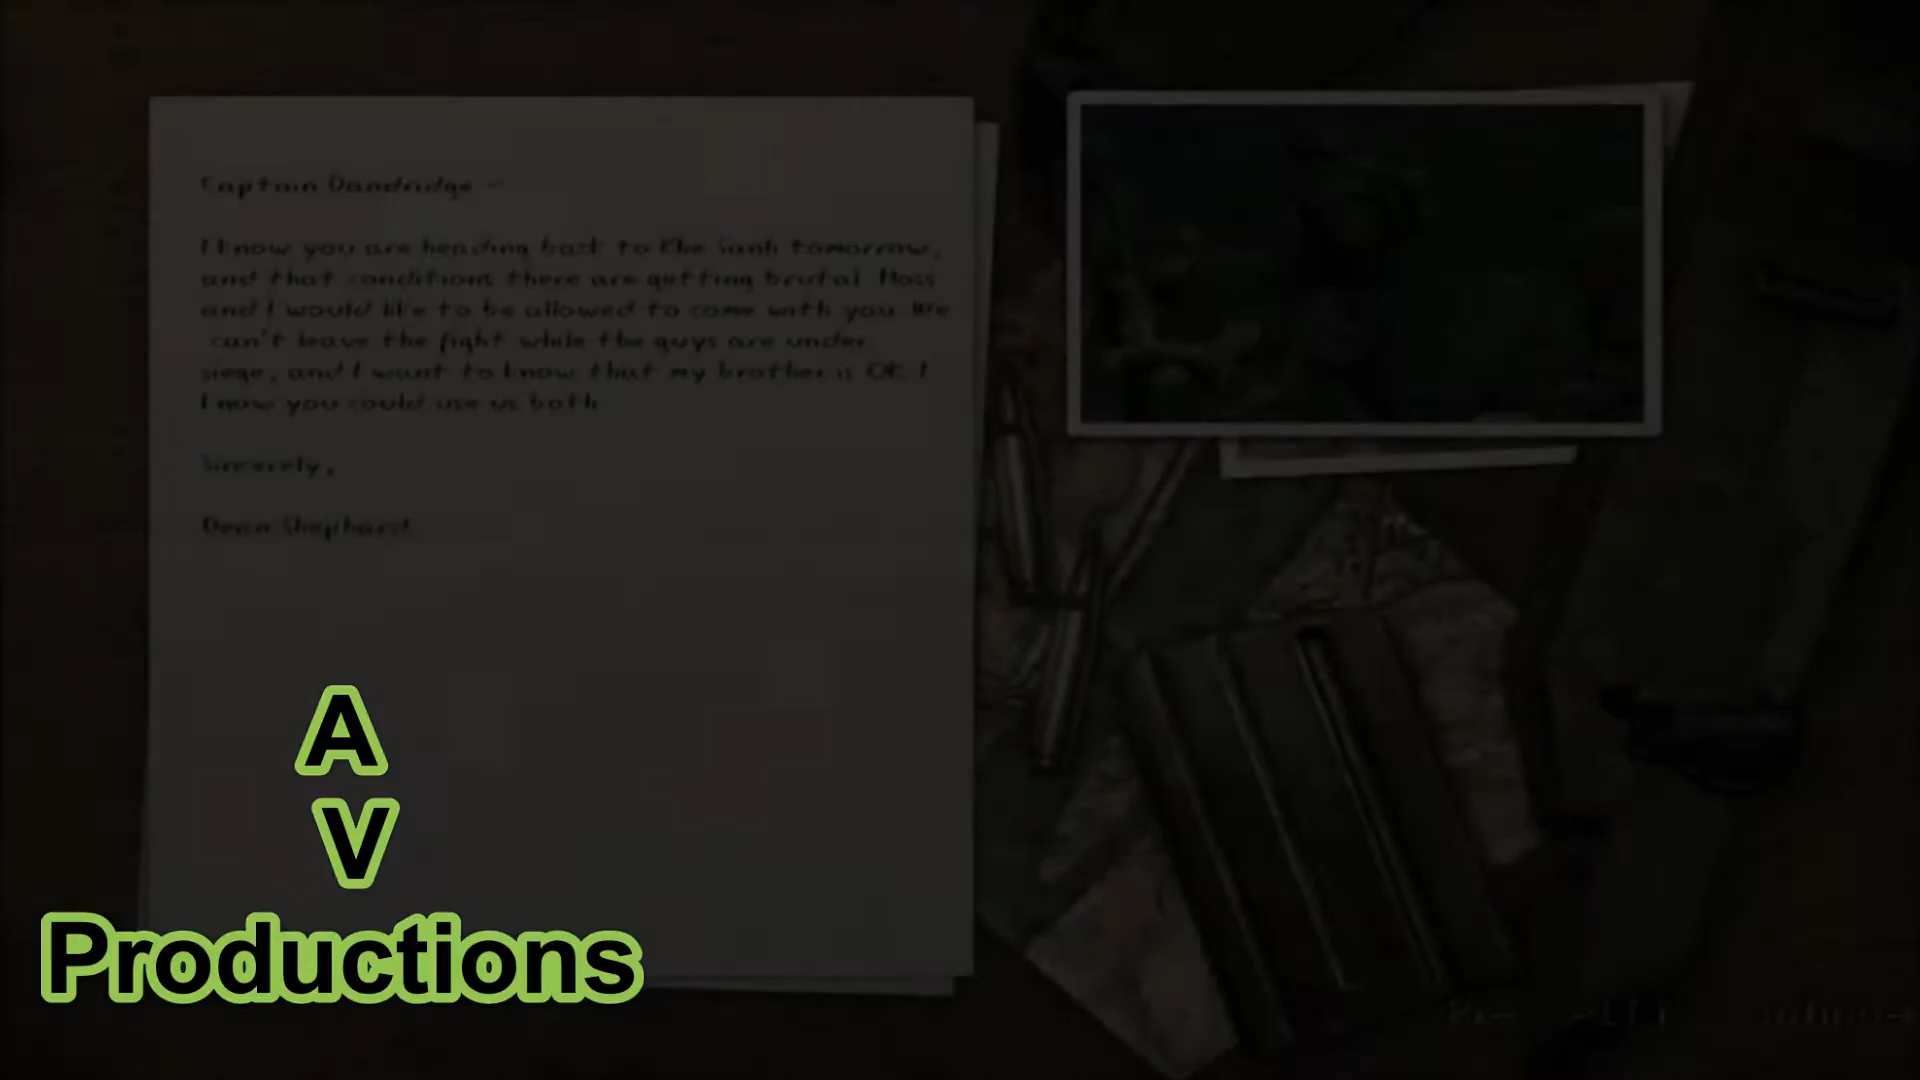 Captain Dandridge -
I know you are heading back to Khe Sanh tomorrow,
and that conditions there are getting brutal. Moss
and I would like to be allowed to come with you. We
can't leave the fight while the guys are under
siege, and I want to know that my brother is OK. I
know you could use us both.
Sincerely,
Dean Shephard
A
V
Productions